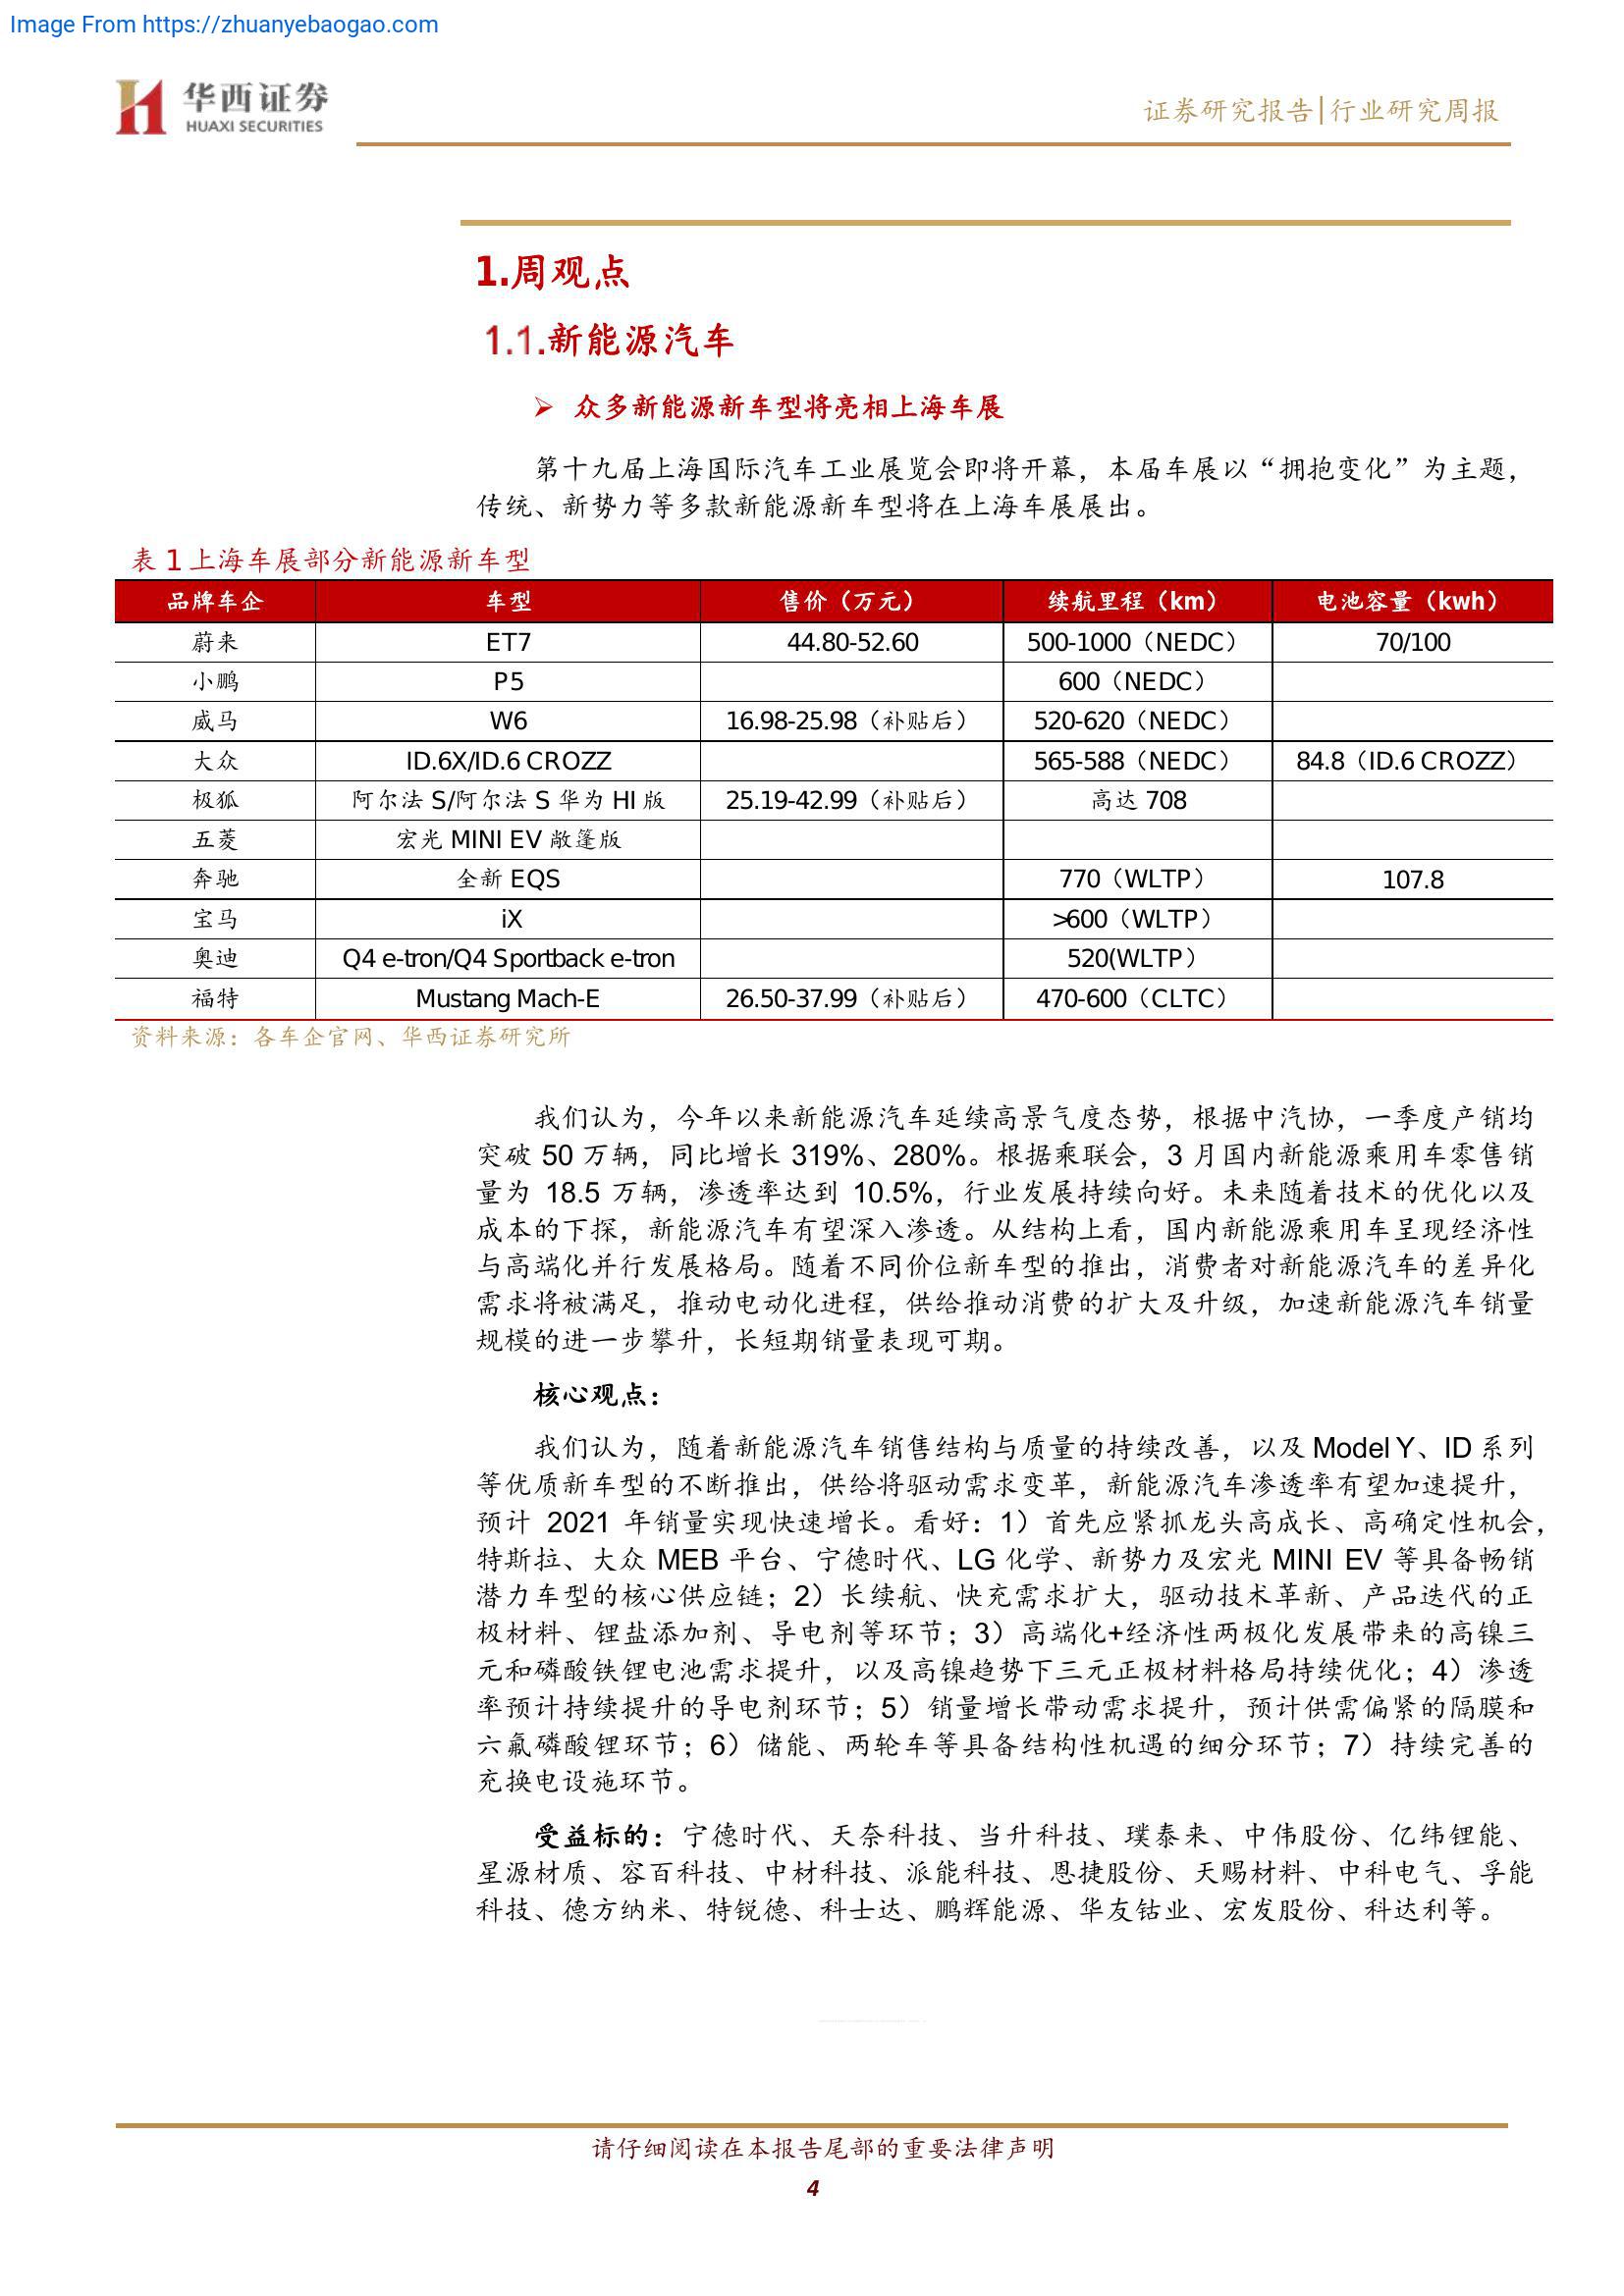 Image From https://zhuanyebaogao.com
华西证券
HUAXI SECURITIES
证券研究报告|行业研究周报
1.周观点
1.1.新能源汽车
➢ 众多新能源新车型将亮相上海车展
第十九届上海国际汽车工业展览会即将开幕，本届车展以“拥抱变化”为主题，
传统、新势力等多款新能源新车型将在上海车展展出。
表 1 上海车展部分新能源新车型
品牌车企 车型 售价（万元） 续航里程（km） 电池容量（kwh）
蔚来 ET7 44.80-52.60 500-1000（NEDC） 70/100
小鹏 P5 600（NEDC）
威马 W6 16.98-25.98（补贴后） 520-620（NEDC）
大众 ID.6X/ID.6 CROZZ 565-588（NEDC） 84.8（ID.6 CROZZ）
极狐 阿尔法 S/阿尔法 S 华为 HI 版 25.19-42.99（补贴后） 高达 708
五菱 宏光 MINI EV 敞篷版
奔驰 全新 EQS 770（WLTP） 107.8
宝马 iX >600（WLTP）
奥迪 Q4 e-tron/Q4 Sportback e-tron 520(WLTP）
福特 Mustang Mach-E 26.50-37.99（补贴后） 470-600（CLTC）
资料来源：各车企官网、华西证券研究所
我们认为，今年以来新能源汽车延续高景气度态势，根据中汽协，一季度产销均
突破 50 万辆，同比增长 319%、280%。根据乘联会，3 月国内新能源乘用车零售销
量为 18.5 万辆，渗透率达到 10.5%，行业发展持续向好。未来随着技术的优化以及
成本的下探，新能源汽车有望深入渗透。从结构上看，国内新能源乘用车呈现经济性
与高端化并行发展格局。随着不同价位新车型的推出，消费者对新能源汽车的差异化
需求将被满足，推动电动化进程，供给推动消费的扩大及升级，加速新能源汽车销量
规模的进一步攀升，长短期销量表现可期。
核心观点：
我们认为，随着新能源汽车销售结构与质量的持续改善，以及 Model Y、ID 系列
等优质新车型的不断推出，供给将驱动需求变革，新能源汽车渗透率有望加速提升，
预计 2021 年销量实现快速增长。看好：1）首先应紧抓龙头高成长、高确定性机会，
特斯拉、大众 MEB 平台、宁德时代、LG 化学、新势力及宏光 MINI EV 等具备畅销
潜力车型的核心供应链；2）长续航、快充需求扩大，驱动技术革新、产品迭代的正
极材料、锂盐添加剂、导电剂等环节；3）高端化+经济性两极化发展带来的高镍三
元和磷酸铁锂电池需求提升，以及高镍趋势下三元正极材料格局持续优化；4）渗透
率预计持续提升的导电剂环节；5）销量增长带动需求提升，预计供需偏紧的隔膜和
六氟磷酸锂环节；6）储能、两轮车等具备结构性机遇的细分环节；7）持续完善的
充换电设施环节。
受益标的：宁德时代、天奈科技、当升科技、璞泰来、中伟股份、亿纬锂能、
星源材质、容百科技、中材科技、派能科技、恩捷股份、天赐材料、中科电气、孚能
科技、德方纳米、特锐德、科士达、鹏辉能源、华友钴业、宏发股份、科达利等。
请仔细阅读在本报告尾部的重要法律声明
4